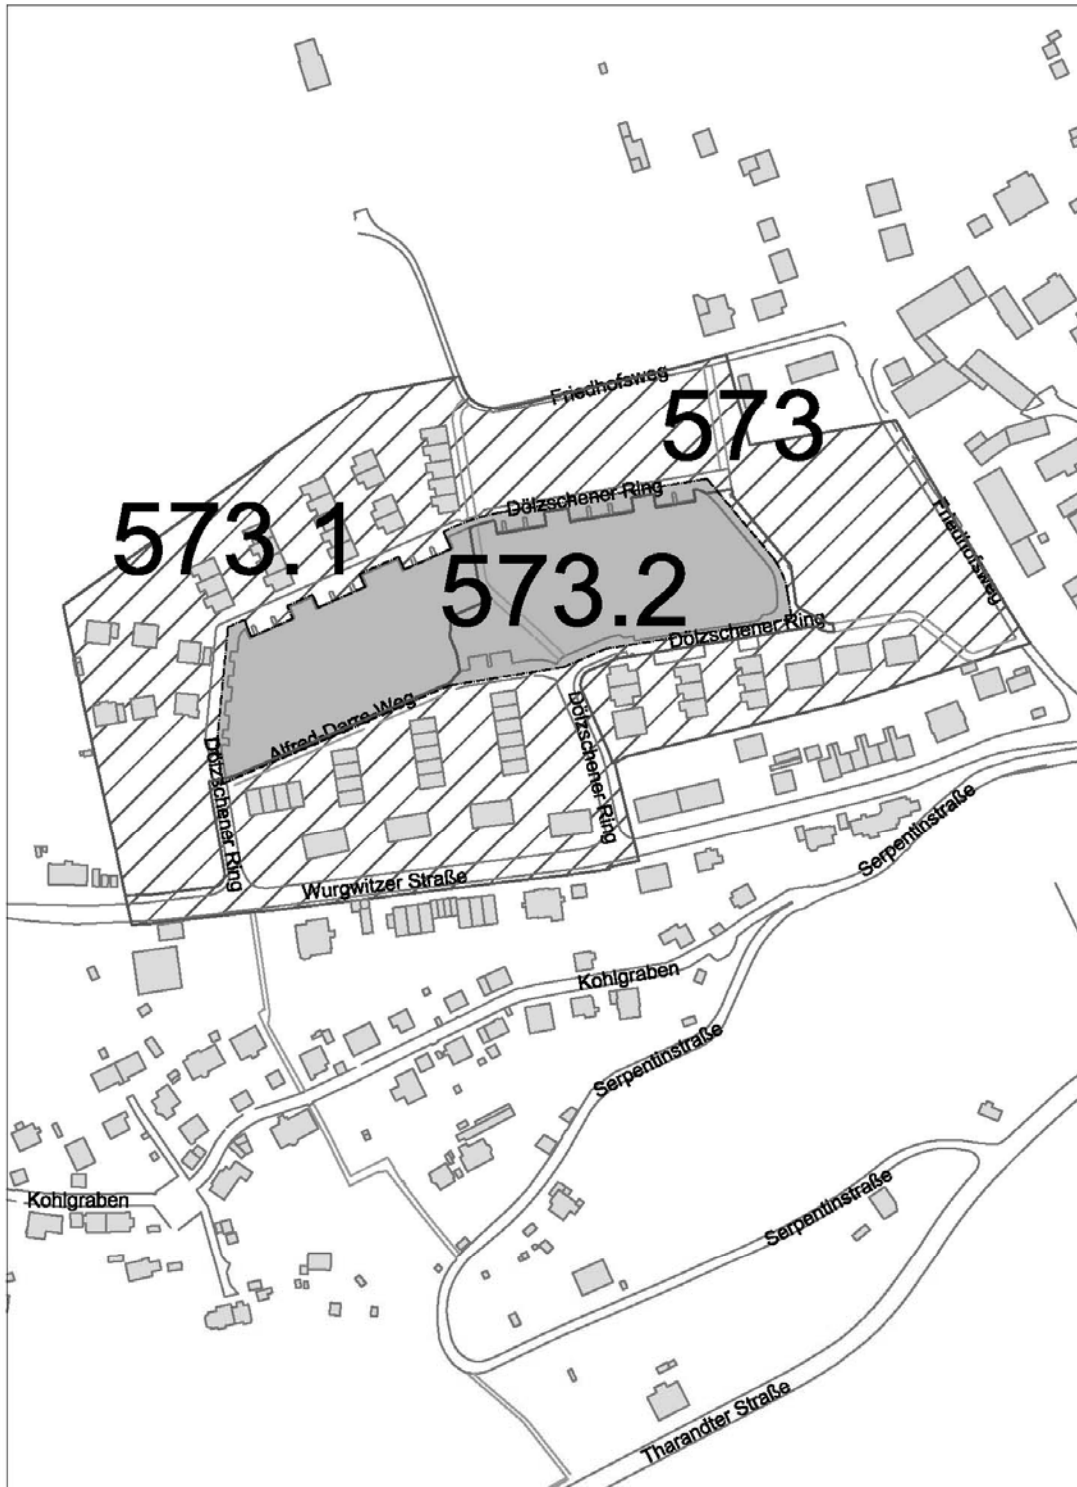 Friedhofsweg
573
Dölzschener Ring
573.1
Friedhofsweg
573.2
Dölzschener Ring
Alfred-Darre-Weg
Dölzschener Ring
Dölzschener Ring
Serpentinstraße
Wurgwitzer Straße
Kohlgraben
Serpentinstraße
Kohlgraben
Serpentinstraße
Tharandter Straße